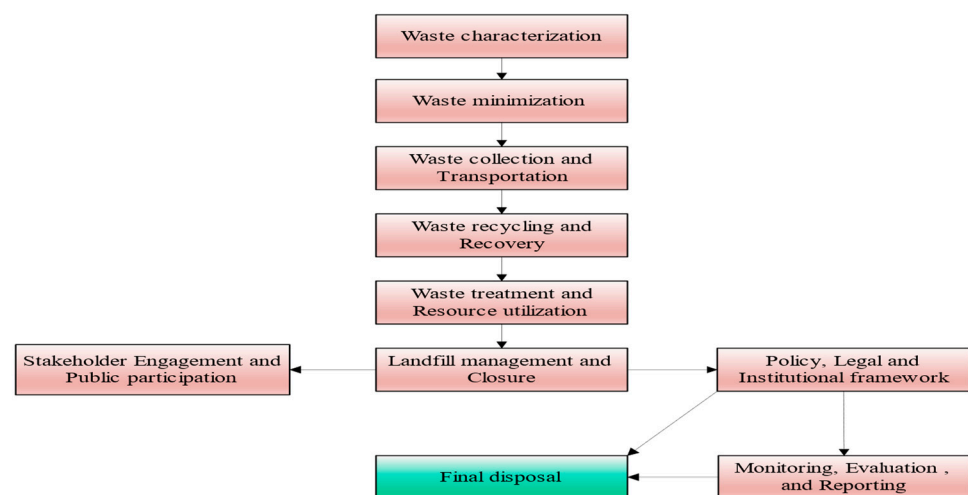 Waste characterization
Waste minimization
Waste collection and
Transportation
Waste recycling and
Recovery
Waste treatment and
Resource utilization
Stakeholder Engagement and
Public participation
Landfill management and
Closure
Policy, Legal and
Institutional framework
Final disposal
Monitoring, Evaluation ,
and Reporting